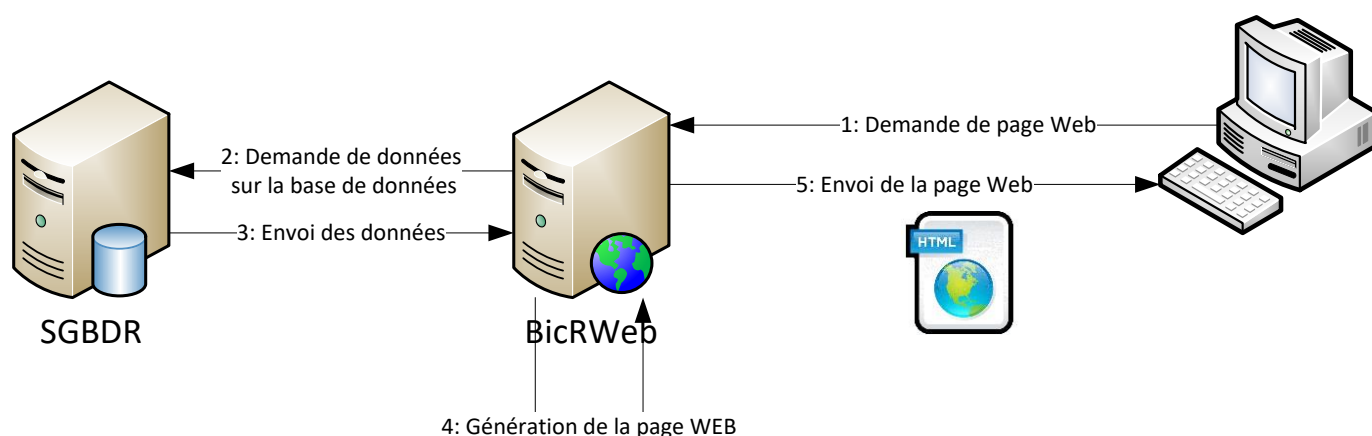 1: Demande de page Web
2: Demande de données
sur la base de données
5: Envoi de la page Web
3: Envoi des données
HTML
SGBDR
BicRWeb
4: Génération de la page WEB